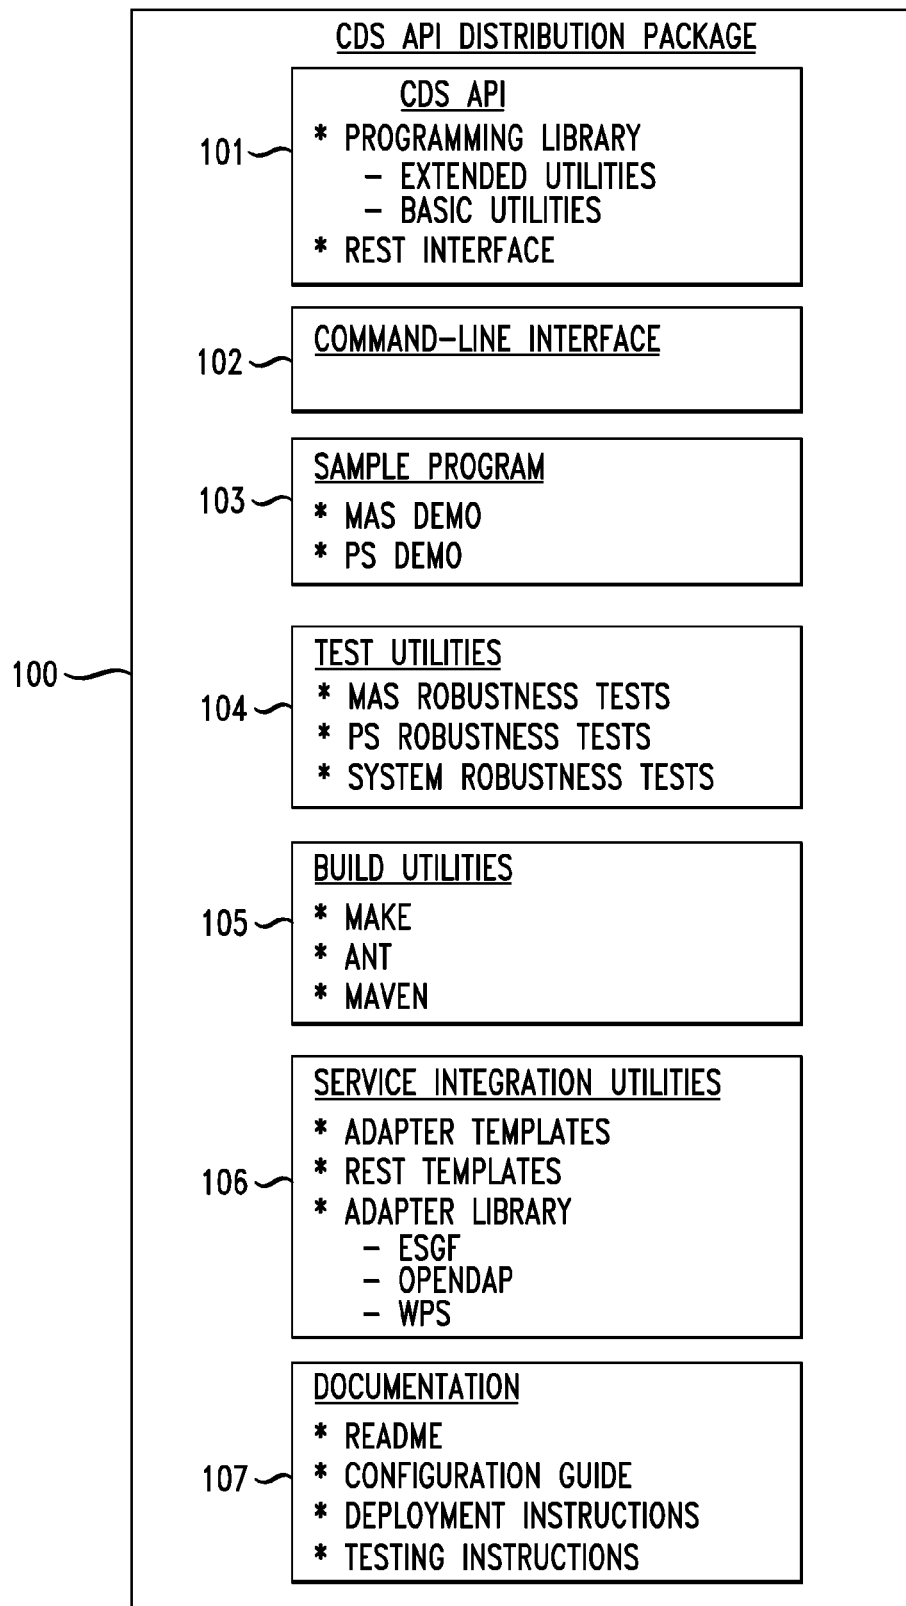 CDS API DISTRIBUTION PACKAGE
CDS API
101
* PROGRAMMING LIBRARY
- EXTENDED UTILITIES
- BASIC UTILITIES
* REST INTERFACE
COMMAND-LINE INTERFACE
102
SAMPLE PROGRAM
103
* MAS DEMO
* PS DEMO
100
TEST UTILITIES
104
* MAS ROBUSTNESS TESTS
* PS ROBUSTNESS TESTS
* SYSTEM ROBUSTNESS TESTS
BUILD UTILITIES
105
* MAKE
* ANT
* MAVEN
SERVICE INTEGRATION UTILITIES
106
* ADAPTER TEMPLATES
* REST TEMPLATES
* ADAPTER LIBRARY
- ESGF
- OPENDAP
- WPS
DOCUMENTATION
107
* README
* CONFIGURATION GUIDE
* DEPLOYMENT INSTRUCTIONS
* TESTING INSTRUCTIONS